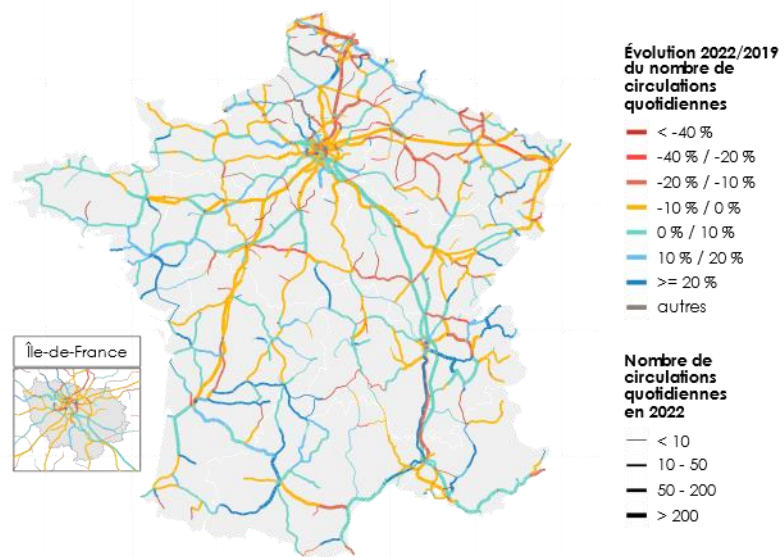 Évolution 2022/2019
du nombre de
circulations
quotidiennes
< -40 %
-40 % / -20 %
-20 % / -10 %
-10 % / 0 %
0 % / 10 %
10 % / 20 %
>= 20 %
autres
Île-de-France
Nombre de
circulations
quotidiennes
en 2022
< 10
10 - 50
50 - 200
> 200